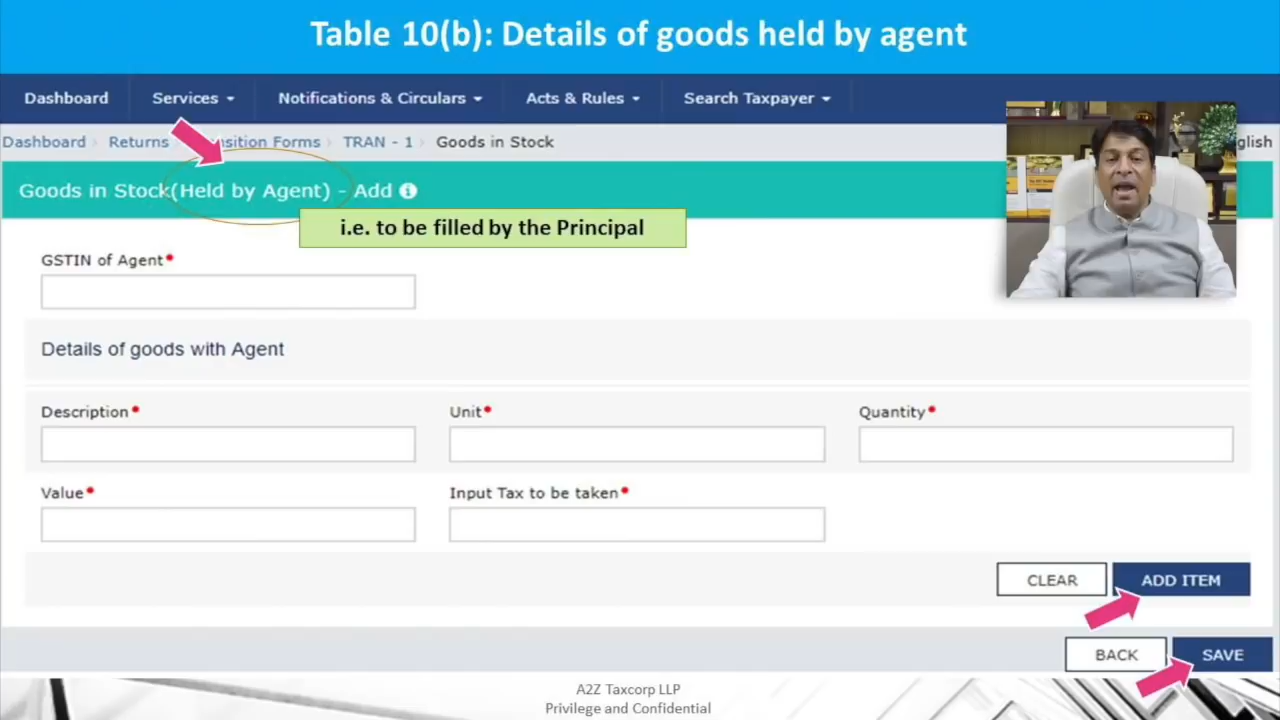 Table 10(b): Details of goods held by agent
Dashboard Services Notifications & Circulars Acts & Rules Search Taxpayer
Dashboard Returns Forms TRAN - 1 Goods in Stock
Goods in Stock(Held by Agent) - Add
i.e. to be filled by the Principal
GSTIN of Agent*
Details of goods with Agent
Description* Unit* Quantity*
Value* Input Tax to be taken*
CLEAR ADD ITEM
BACK SAVE
A2Z Taxcorp LLP
Privilege and Confidential